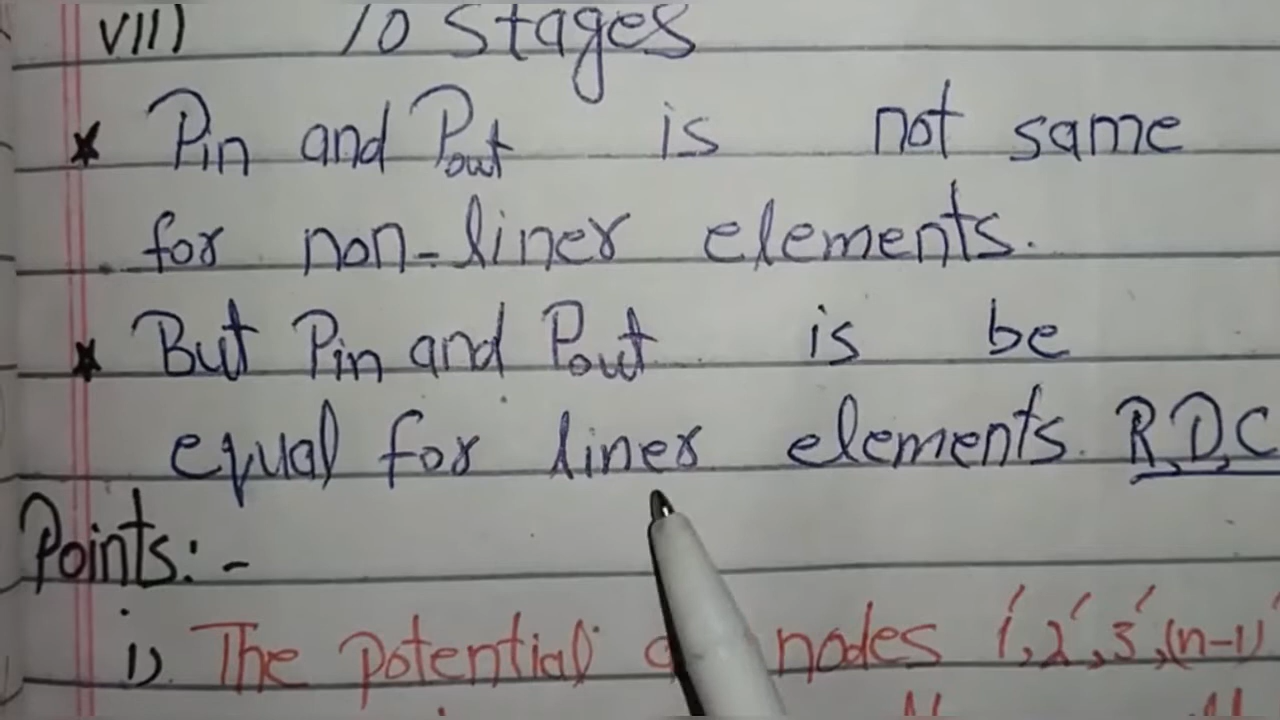 VIII) 10 Stages
★ Pin and Pout is not same
for non-liner elements.
★ But Pin and Pout is be
equal for liner elements. R,D,C
Points:-
i). The potential nodes 1',2',3',(n-1)'